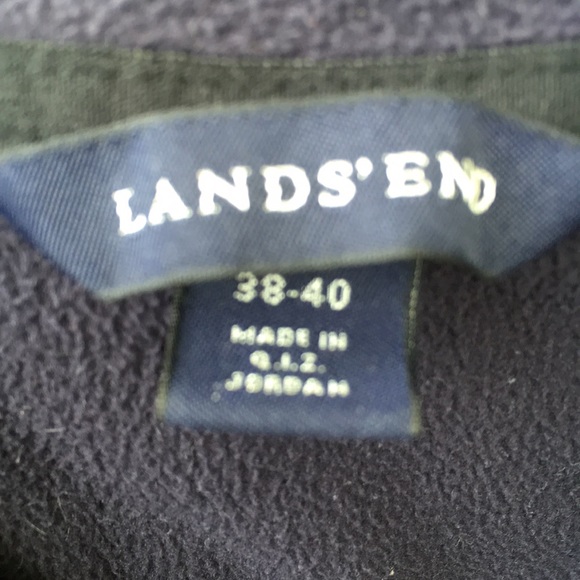 LANDS' END
38-40
MADE IN
Q.I.Z.
JORDAN